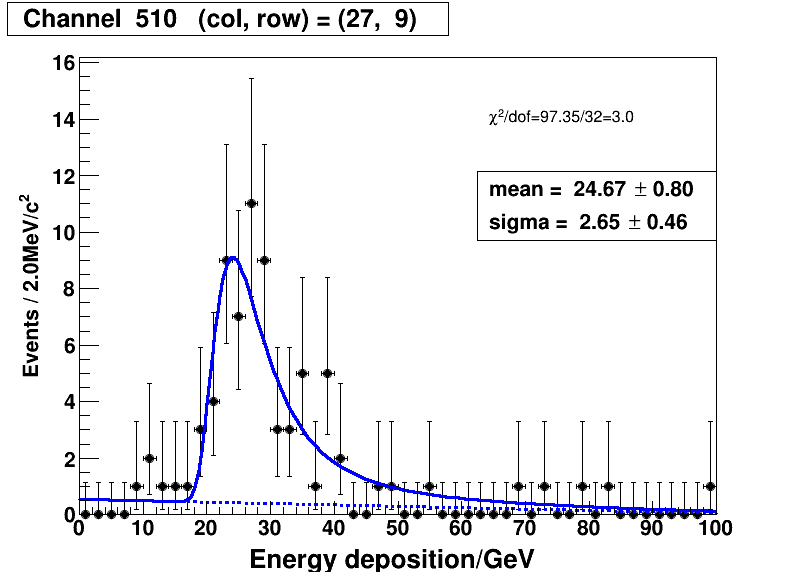 Channel 510 (col, row) = (27, 9)
χ²/dof=97.35/32=3.0
mean = 24.67 ± 0.80
sigma = 2.65 ± 0.46
Events / 2.0MeV/c²
16
14
12
10
8
6
4
2
0
0 10 20 30 40 50 60 70 80 90 100
Energy deposition/GeV